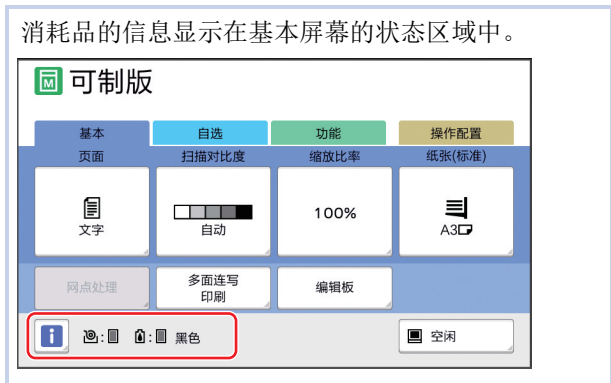 消耗品的信息显示在基本屏幕的状态区域中。
M 可制版
基本 自选 功能 操作配置
页面 扫描对比度 缩放比率 纸张(标准)
文字 自动 100% A3
网点处理 多面连写印刷 编辑板
i : : 黑色 空闲